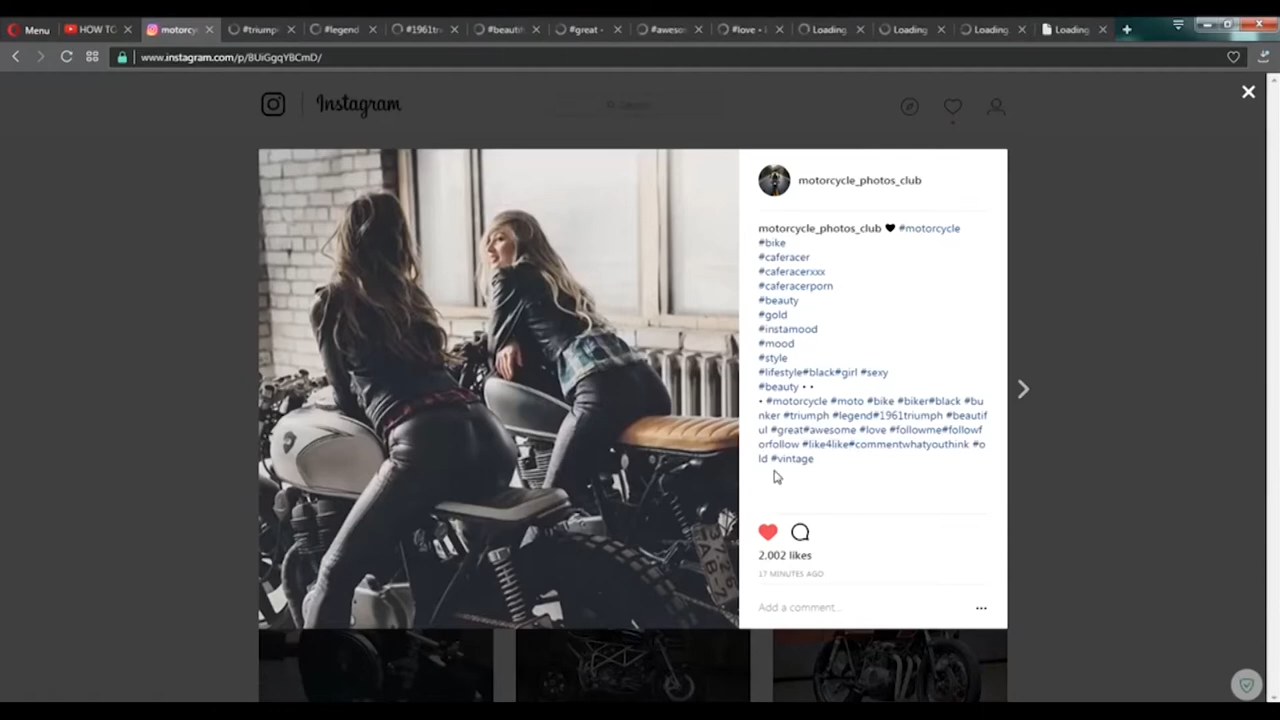 Menu
HOW TO
motorcy
#triump
#legend
#1961tr
#beauti
#great -
#aweso
#love -
Loading
Loading
Loading
Loading
www.instagram.com/p/BUiGgqYBCmD/
Instagram
Search
motorcycle_photos_club
motorcycle_photos_club 🖤 #motorcycle
#bike
#caferacer
#caferacerxxx
#caferacerporn
#beauty
#gold
#instamood
#mood
#style
#lifestyle#black#girl #sexy
#beauty • •
• #motorcycle #moto #bike #biker#black #bu
nker #triumph #legend#1961triumph #beautif
ul #great#awesome #love #followme#followf
orfollow #like4like#commentwhatyouthink #o
ld #vintage
2.002 likes
17 MINUTES AGO
Add a comment...